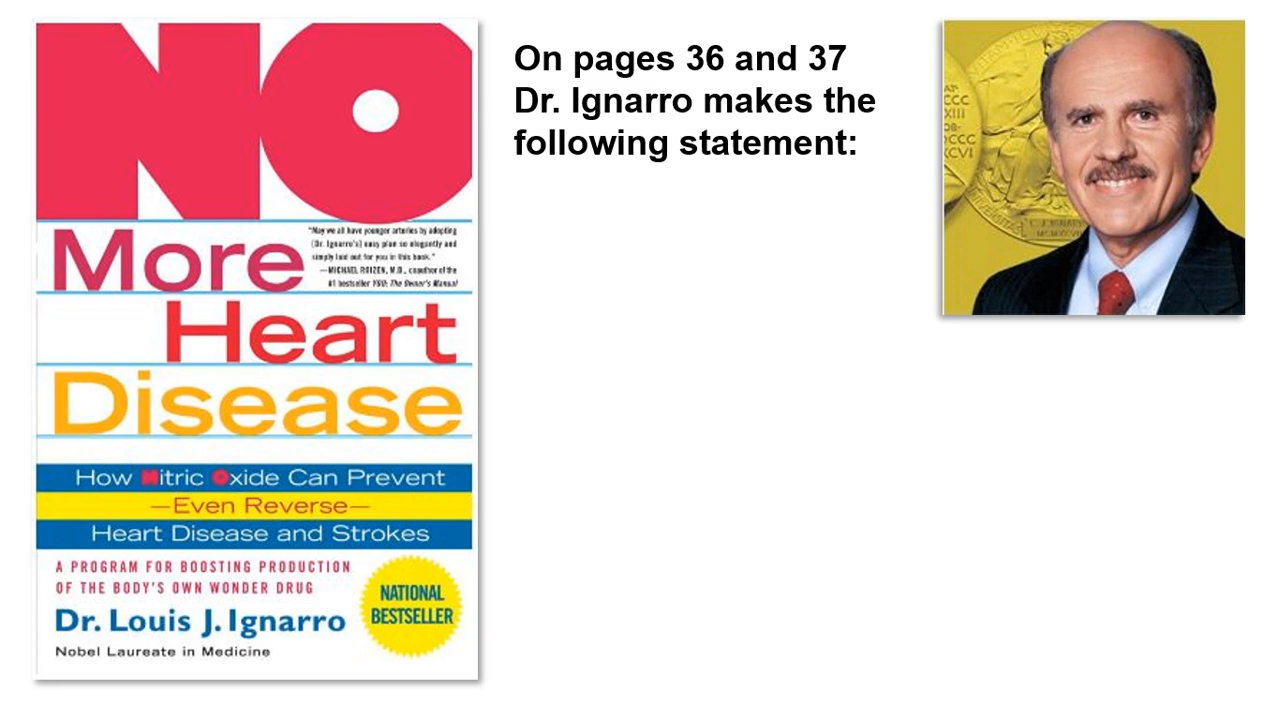 NO
More
"May we all have younger arteries by adopting
(Dr. Ignarro's) easy plan so elegantly and
simply laid out for you in this book."
—MICHAEL ROIZEN, M.D., coauthor of the
#1 bestseller YOU: The Owner's Manual
Heart
Disease
How Nitric Oxide Can Prevent
—Even Reverse—
Heart Disease and Strokes
A PROGRAM FOR BOOSTING PRODUCTION
OF THE BODY'S OWN WONDER DRUG
Dr. Louis J. Ignarro
Nobel Laureate in Medicine
NATIONAL
BESTSELLER
On pages 36 and 37
Dr. Ignarro makes the
following statement: